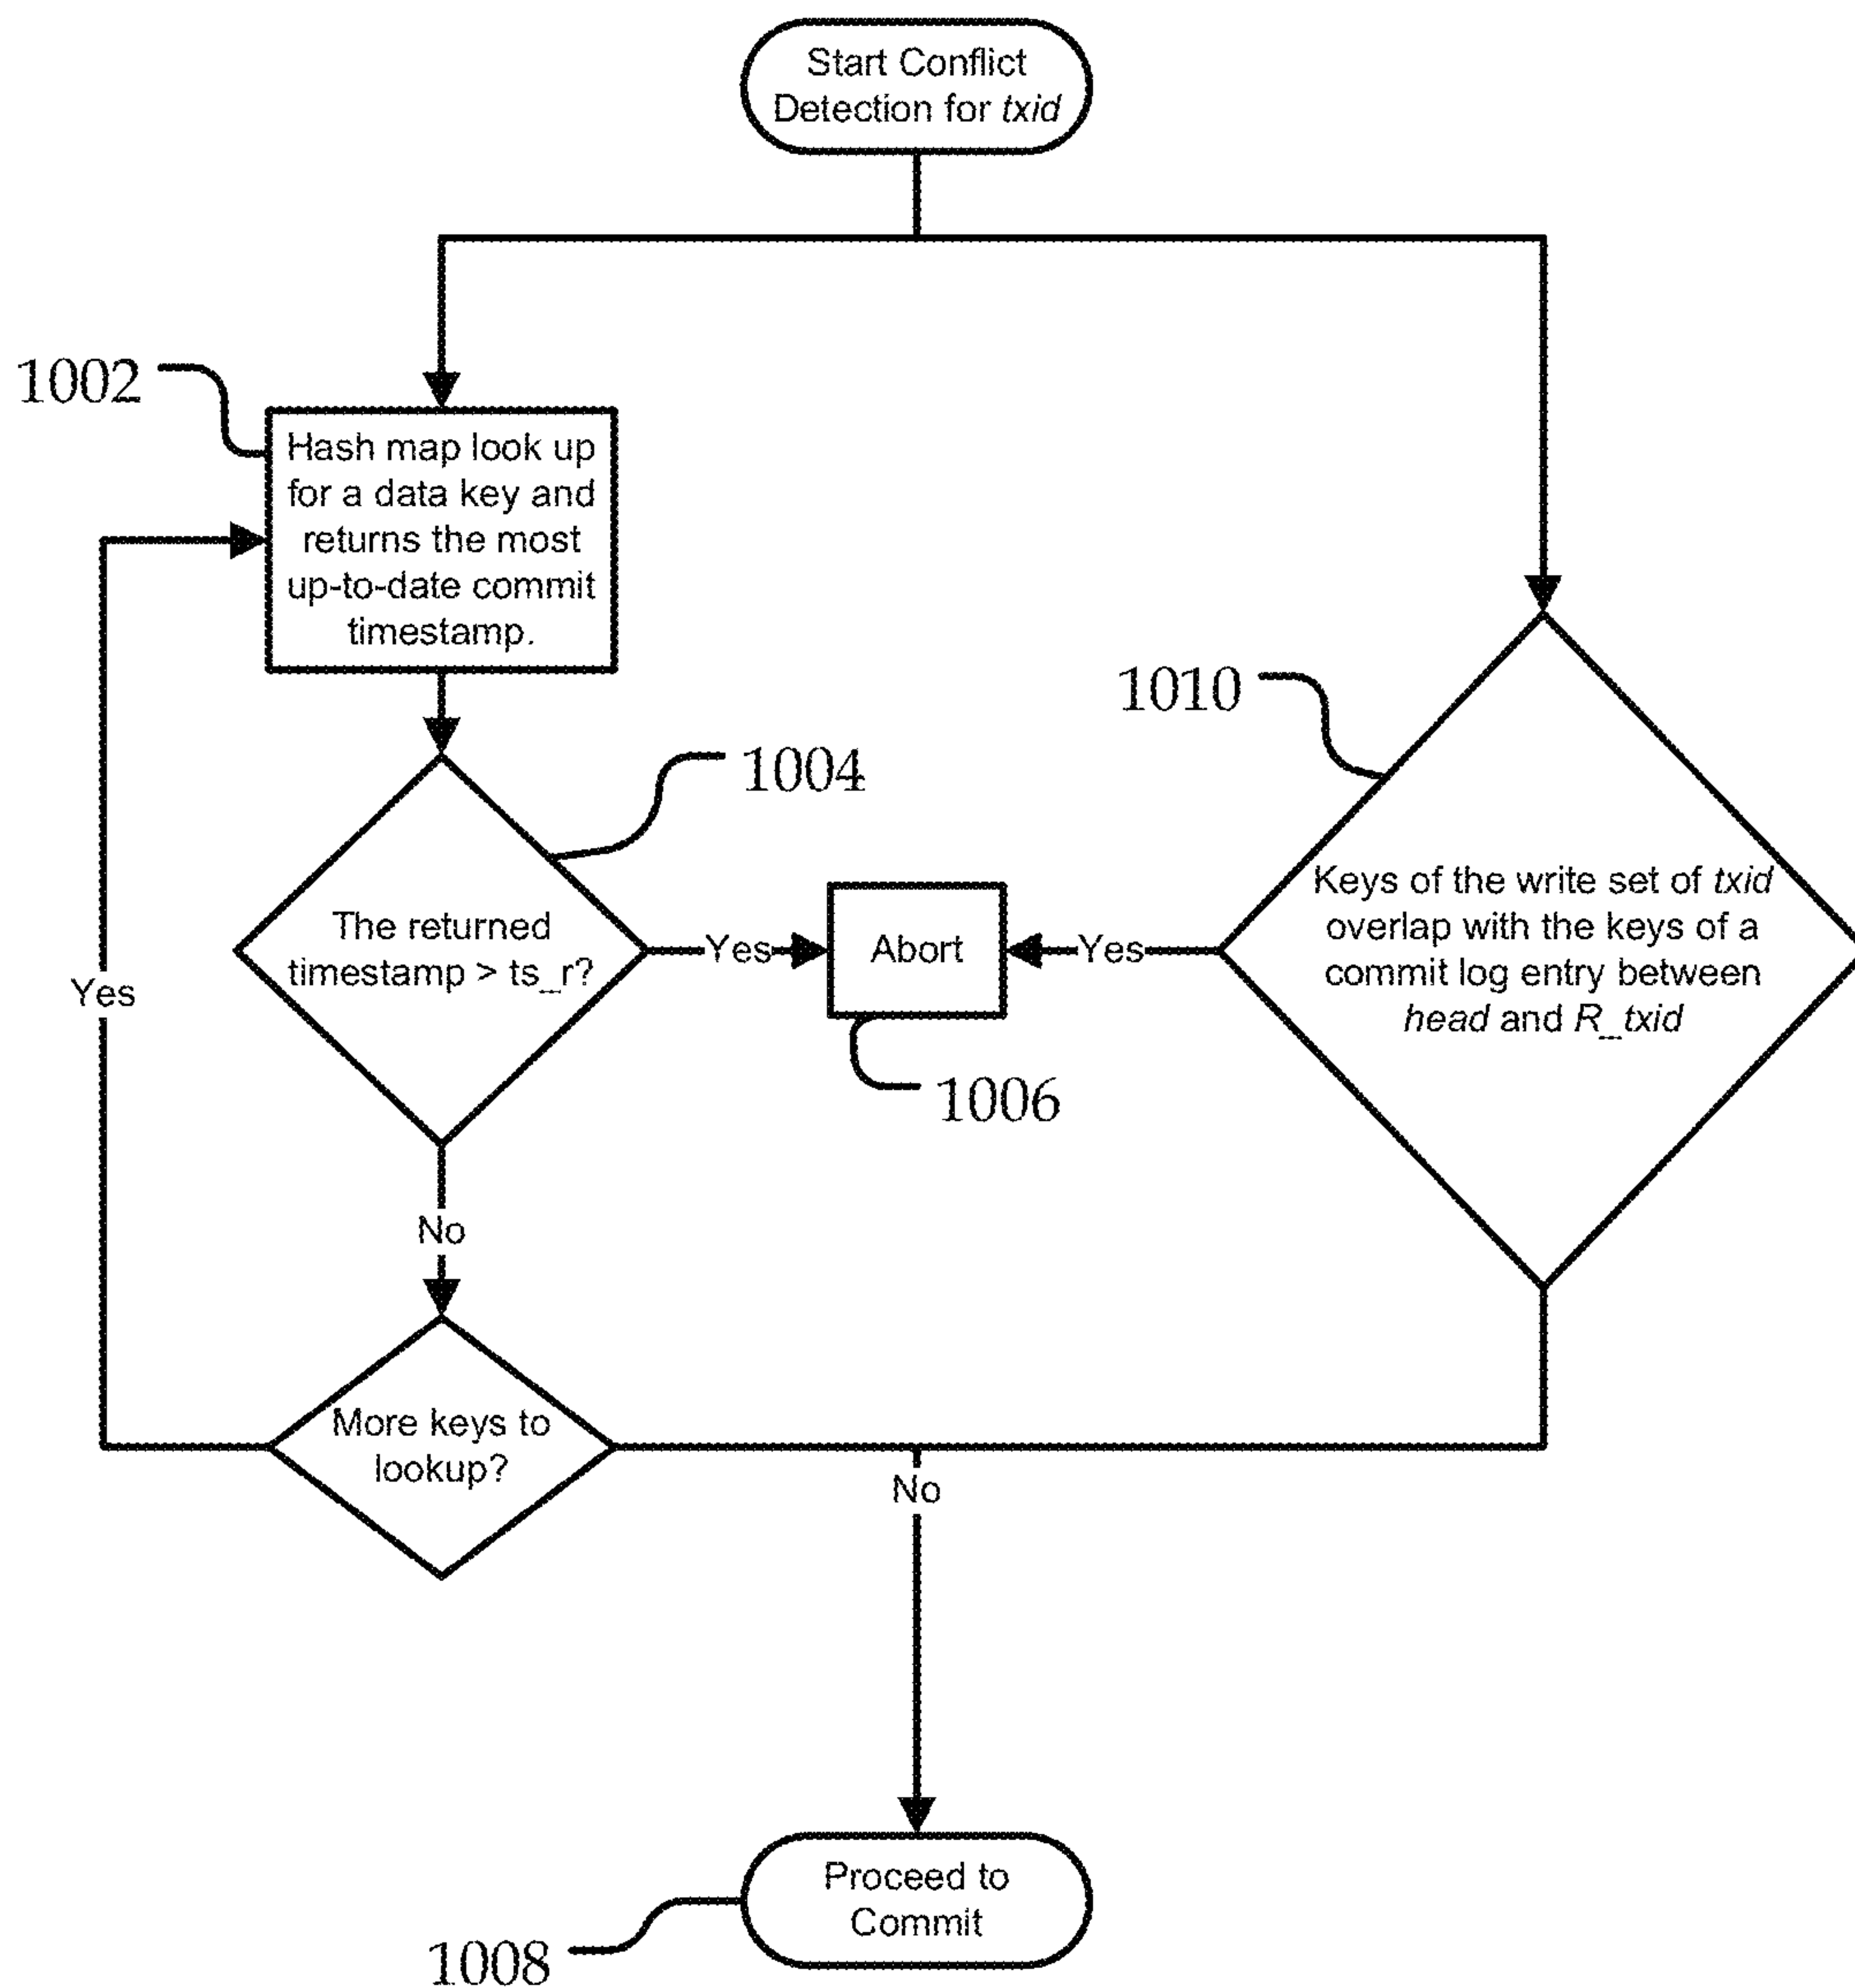 Start Conflict
Detection for txid
1002
Hash map look up
for a data key and
returns the most
up-to-date commit
timestamp.
1010
1004
The returned
timestamp > ts_r?
Yes
Abort
Yes
Keys of the write set of txid
overlap with the keys of a
commit log entry between
head and R_txid
Yes
1006
No
More keys to
lookup?
No
Proceed to
Commit
1008